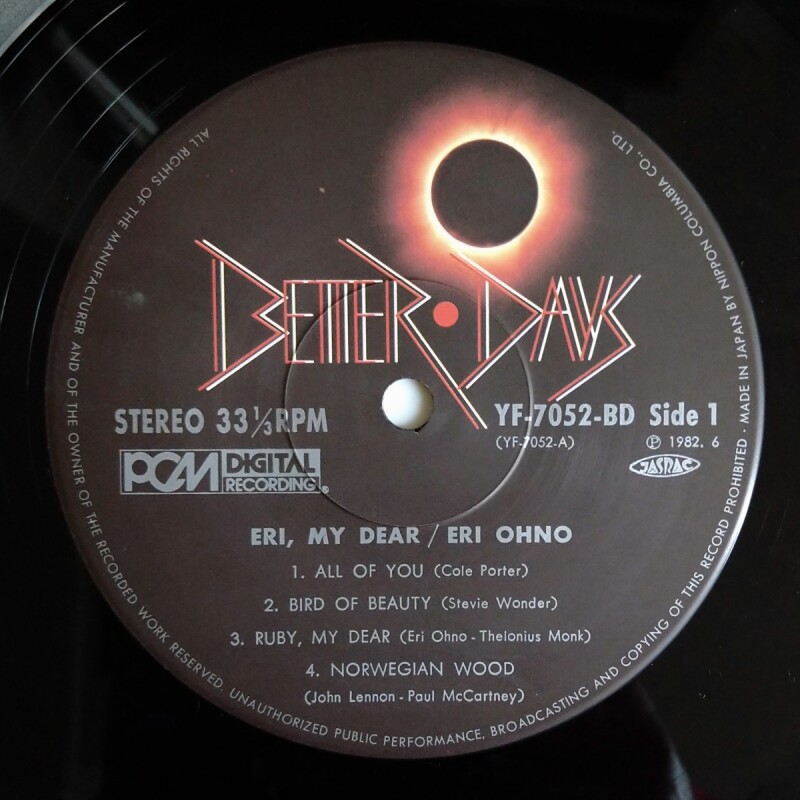 BETTER • DAYS
STEREO 33⅓RPM
YF-7052-BD Side 1
(YF-7052-A)
Ⓟ 1982. 6
PCM DIGITAL RECORDING®
JASRAC
ERI, MY DEAR / ERI OHNO
1. ALL OF YOU (Cole Porter)
2. BIRD OF BEAUTY (Stevie Wonder)
3. RUBY, MY DEAR (Eri Ohno - Thelonius Monk)
4. NORWEGIAN WOOD
(John Lennon - Paul McCartney)
ALL RIGHTS OF THE MANUFACTURER AND OF THE OWNER OF THE RECORDED WORK RESERVED. UNAUTHORIZED PUBLIC PERFORMANCE, BROADCASTING AND COPYING OF THIS RECORD PROHIBITED · MADE IN JAPAN BY NIPPON COLUMBIA CO., LTD.